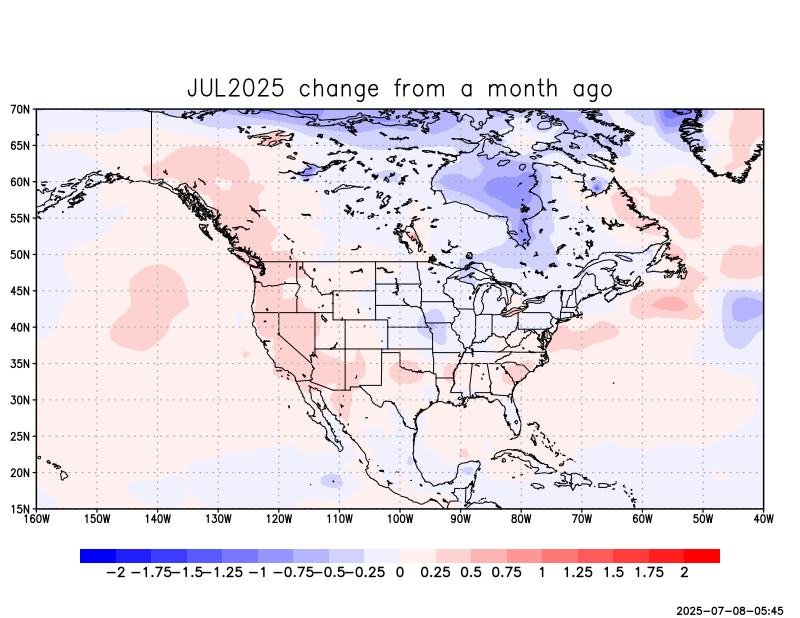 JUL2025 change from a month ago
70N
65N
60N
55N
50N
45N
40N
35N
30N
25N
20N
15N
160W 150W 140W 130W 120W 110W 100W 90W 80W 70W 60W 50W 40W
−2 −1.75 −1.5 −1.25 −1 −0.75 −0.5 −0.25 0 0.25 0.5 0.75 1 1.25 1.5 1.75 2
2025-07-08-05:45